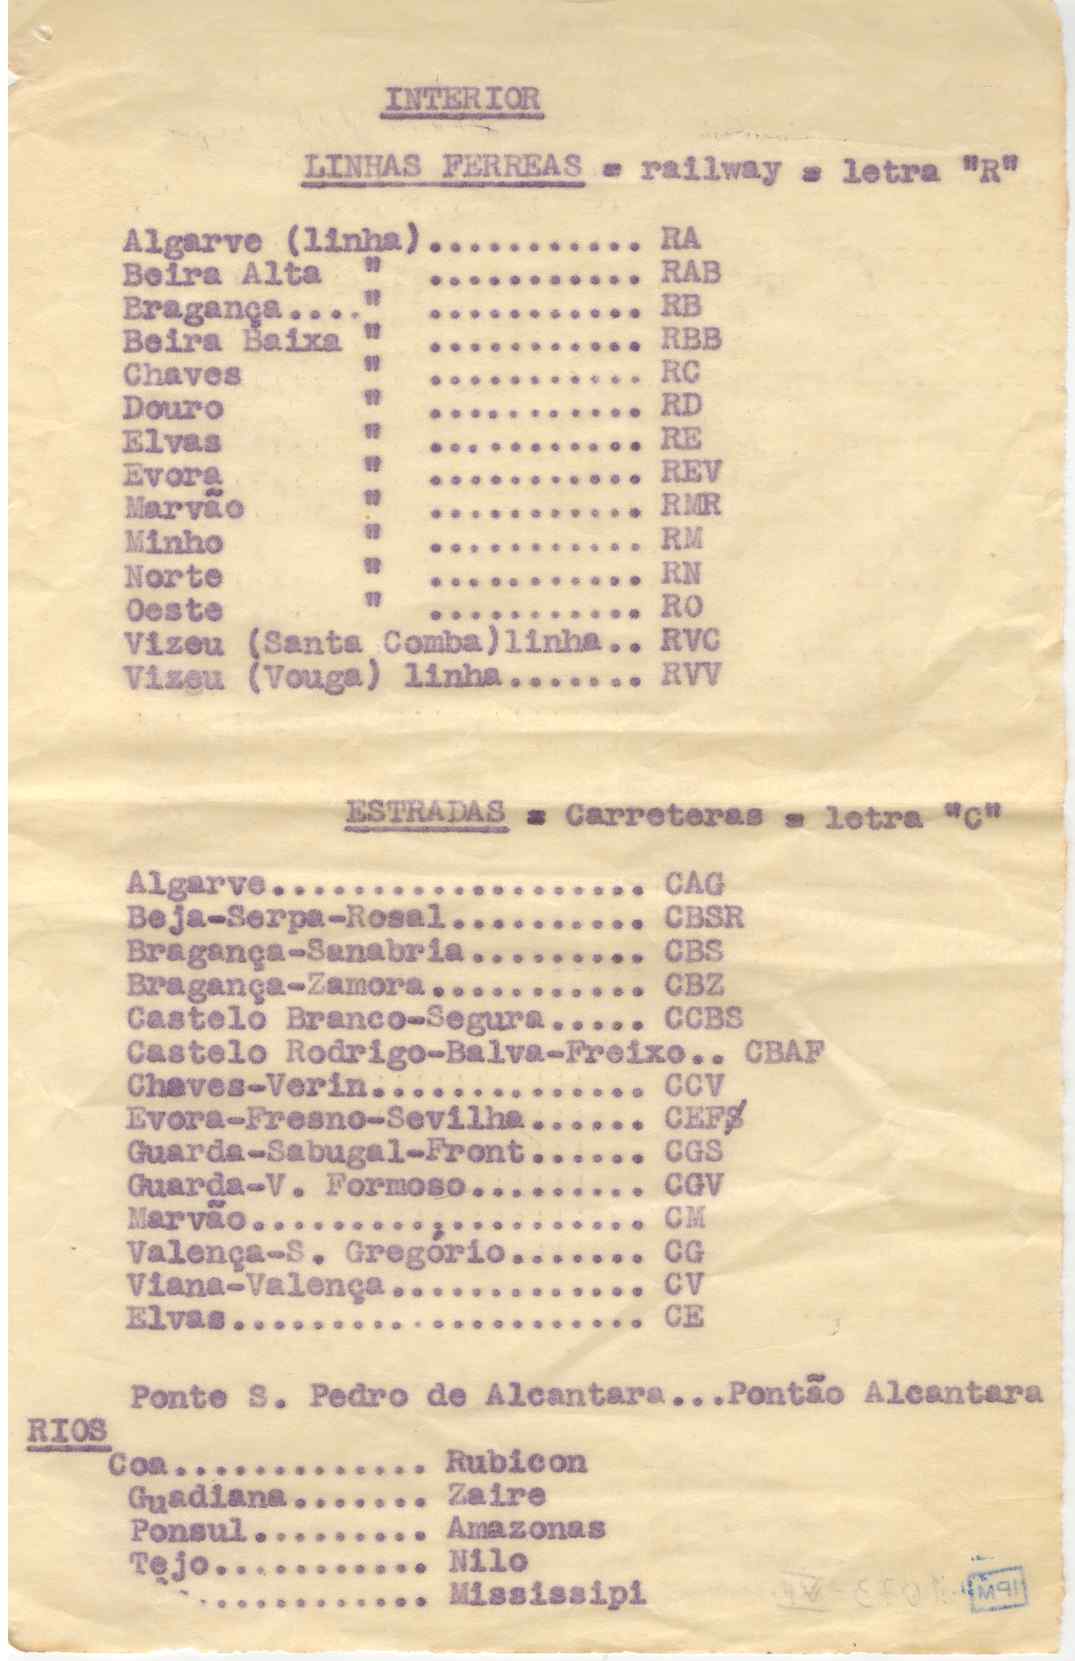 INTERIOR
LINHAS FERREAS = railway = letra "R"
Algarve (linha)........... RA
Beira Alta " ........... RAB
Bragança...." ........... RB
Beira Baixa " ........... RBB
Chaves " ........... RC
Douro " ........... RD
Elvas " ........... RE
Evora " ........... REV
Marvão " ........... RMR
Minho " ........... RM
Norte " ........... RN
Oeste " ........... RO
Vizeu (Santa Comba)linha.. RVC
Vizeu (Vouga) linha....... RVV
ESTRADAS = Carreteras = letra "C"
Algarve................... CAG
Beja-Serpa-Rosal.......... CBSR
Bragança-Sanabria......... CBS
Bragança-Zamora........... CBZ
Castelo Branco-Segura..... CCBS
Castelo Rodrigo-Balva-Freixo.. CBAF
Chaves-Verin.............. CCV
Evora-Fresno-Sevilha...... CEFS
Guarda-Sabugal-Front...... CGS
Guarda-V. Formoso......... CGV
Marvão.................... CM
Valença-S. Gregório....... CG
Viana-Valença............. CV
Elvas..................... CE
Ponte S. Pedro de Alcantara...Pontão Alcantara
RIOS
Coa............. Rubicon
Guadiana....... Zaire
Ponsul......... Amazonas
Tejo........... Nilo
............ Mississipi
IPM